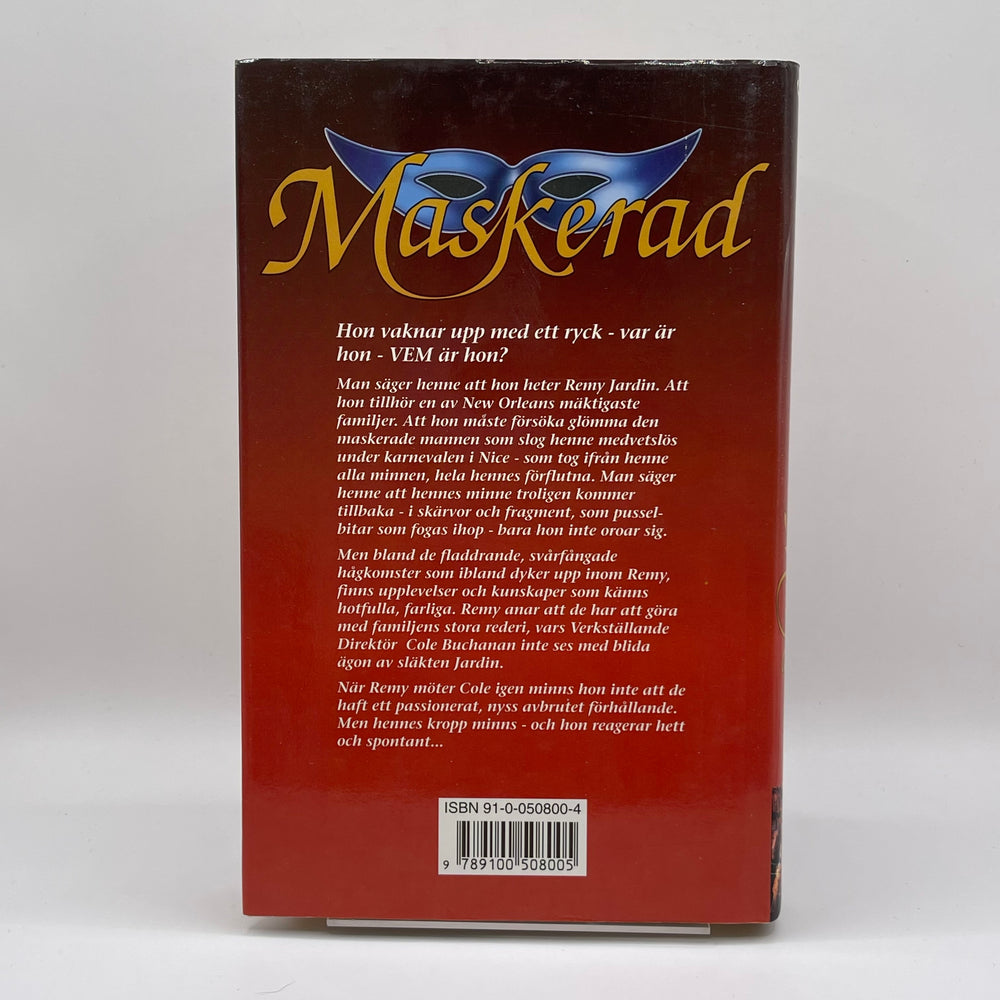 Maskerad
Hon vaknar upp med ett ryck - var är
hon - VEM är hon?
Man säger henne att hon heter Remy Jardin. Att
hon tillhör en av New Orleans mäktigaste
familjer. Att hon måste försöka glömma den
maskerade mannen som slog henne medvetslös
under karnevalen i Nice - som tog ifrån henne
alla minnen, hela hennes förflutna. Man säger
henne att hennes minne troligen kommer
tillbaka - i skärvor och fragment, som pussel-
bitar som fogas ihop - bara hon inte oroar sig.
Men bland de fladdrande, svårfångade
hågkomster som ibland dyker upp inom Remy,
finns upplevelser och kunskaper som känns
hotfulla, farliga. Remy anar att de har att göra
med familjens stora rederi, vars Verkställande
Direktör Cole Buchanan inte ses med blida
ägon av släkten Jardin.
När Remy möter Cole igen minns hon inte att de
haft ett passionerat, nyss avbrutet förhållande.
Men hennes kropp minns - och hon reagerar hett
och spontant...
ISBN 91-0-050800-4
9 789100 508005